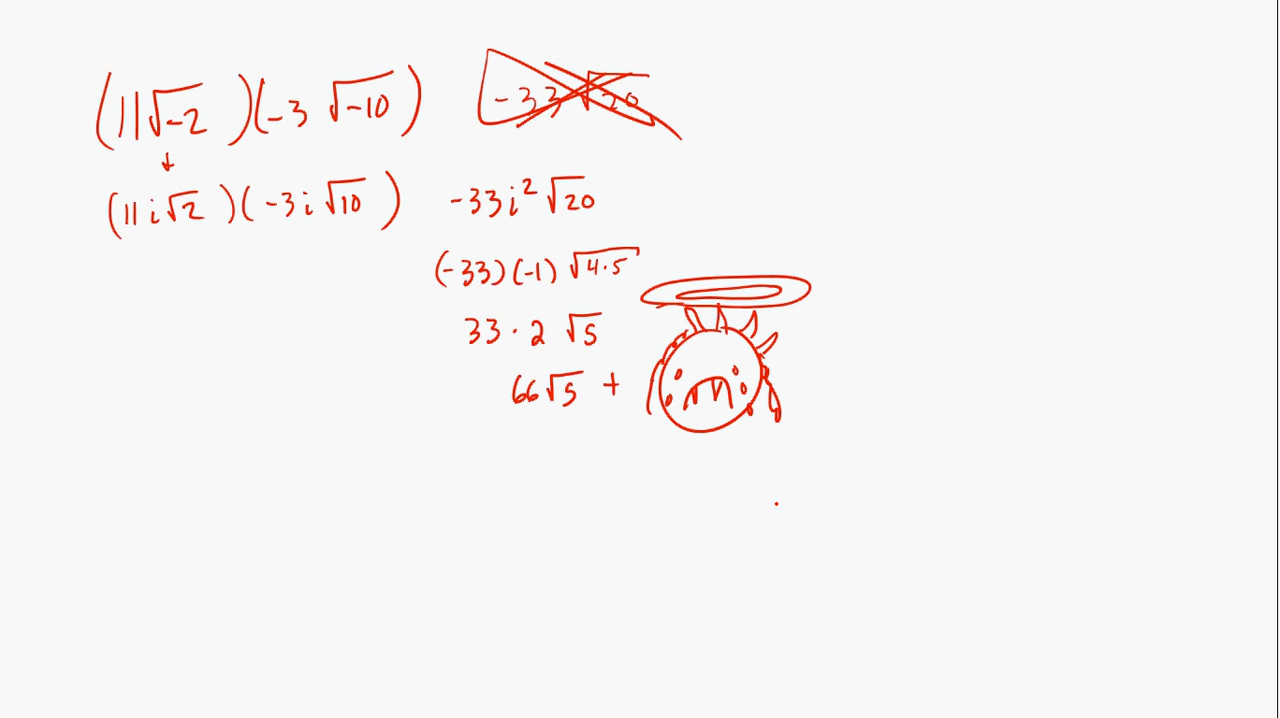 (11√-2)(-3 √-10) -33√20
(11i√2)(-3i√10) -33i²√20
(-33)(-1)√4·5
33·2√5
66√5 +